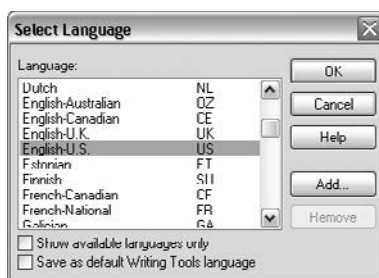 Select Language
Language:
Dutch NL
English-Australian OZ
English-Canadian CE
English-U.K. UK
English-U.S. US
Estonian ET
Finnish SU
French-Canadian CF
French-National FR
Galician GA
Show available languages only
Save as default Writing Tools language
OK
Cancel
Help
Add...
Remove